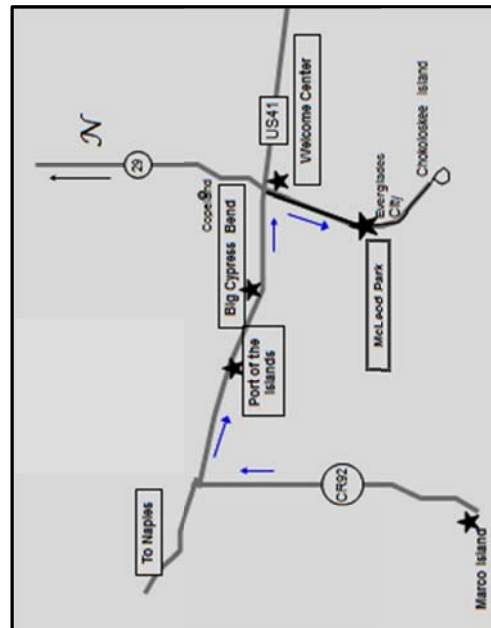 N
29
US41
Welcome Center
Copeland
Big Cypress Bend
Everglades
City
Chokoloskee Island
McLeod Park
Port of the
Islands
To Naples
CR92
Marco Island